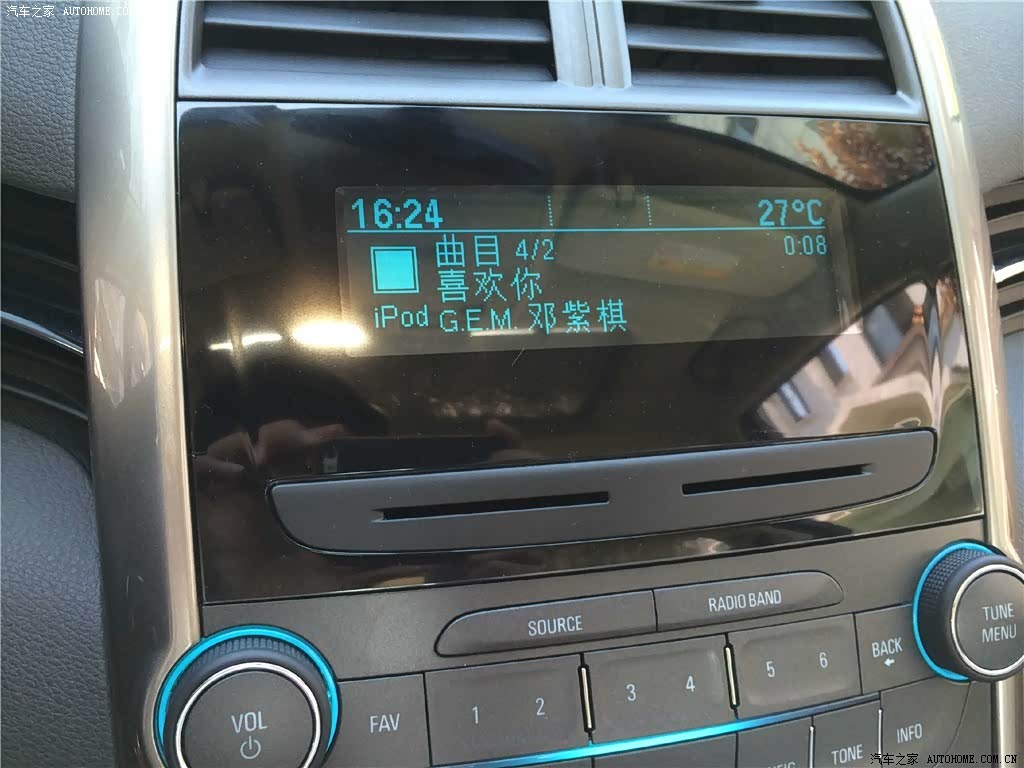 汽车之家 AUTOHOME.COM.CN
16:24 27°C
曲目 4/2 0:08
喜欢你
iPod G.E.M. 邓紫棋
SOURCE RADIO BAND
VOL FAV 1 2 3 4 5 6 BACK TUNE MENU
TONE INFO
汽车之家 AUTOHOME.COM.CN